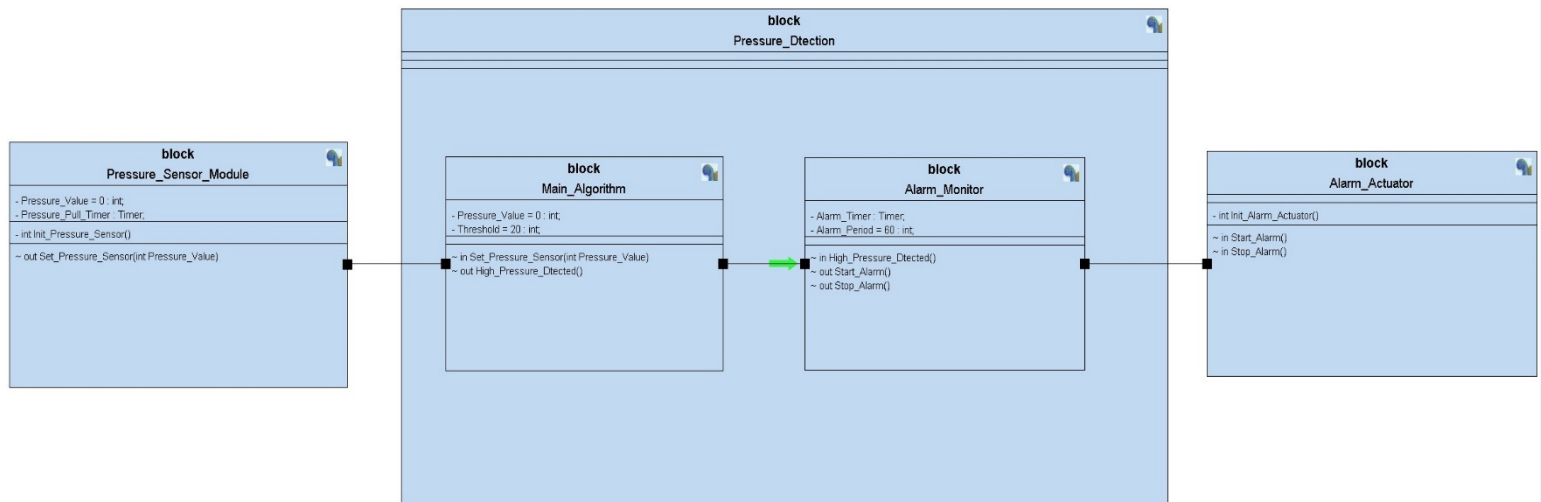 block
Pressure_Dtection
block
Pressure_Sensor_Module
- Pressure_Value = 0 : int;
- Pressure_Pull_Timer : Timer;
- int Init_Pressure_Sensor()
~ out Set_Pressure_Sensor(int Pressure_Value)
block
Main_Algorithm
- Pressure_Value = 0 : int;
- Threshold = 20 : int;
~ in Set_Pressure_Sensor(int Pressure_Value)
~ out High_Pressure_Dtected()
block
Alarm_Monitor
- Alarm_Timer : Timer;
- Alarm_Period = 60 : int;
~ in High_Pressure_Dtected()
~ out Start_Alarm()
~ out Stop_Alarm()
block
Alarm_Actuator
- int Init_Alarm_Actuator()
~ in Start_Alarm()
~ in Stop_Alarm()